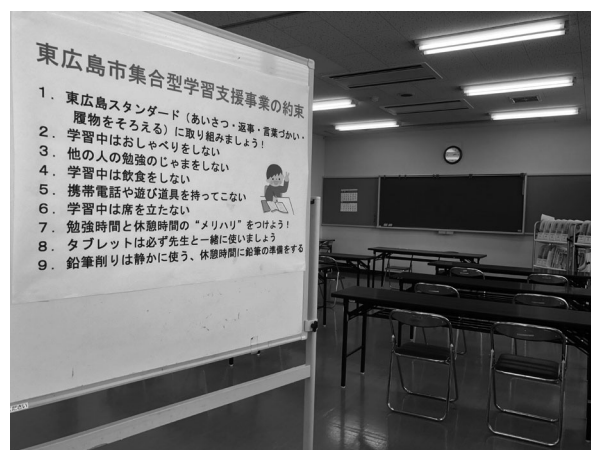 東広島市集合型学習支援事業の約束
1．東広島スタンダード（あいさつ・返事・言葉づかい・
履物をそろえる）に取り組みましょう！
2．学習中はおしゃべりをしない
3．他の人の勉強のじゃまをしない
4．学習中は飲食をしない
5．携帯電話や遊び道具を持ってこない
6．学習中は席を立たない
7．勉強時間と休憩時間の“メリハリ”をつけよう！
8．タブレットは必ず先生と一緒に使いましょう
9．鉛筆削りは静かに使う、休憩時間に鉛筆の準備をする